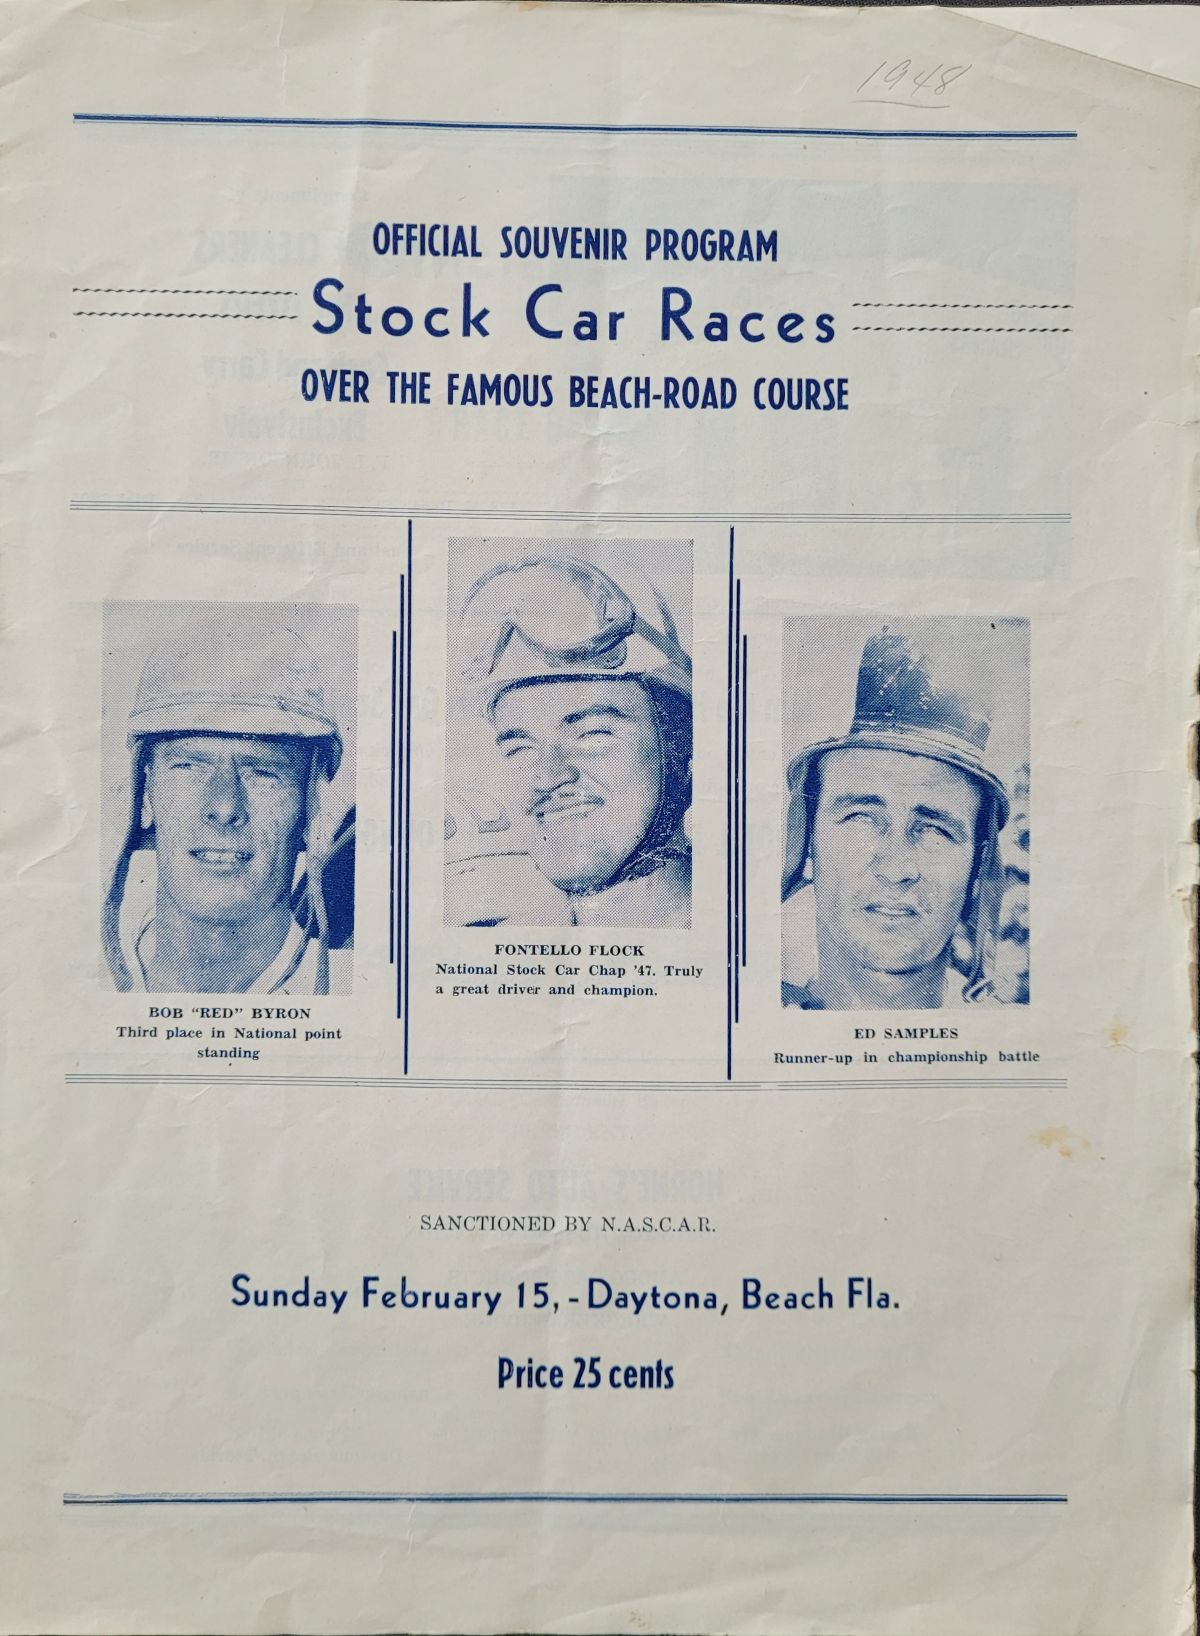 1948
OFFICIAL SOUVENIR PROGRAM
Stock Car Races
OVER THE FAMOUS BEACH-ROAD COURSE
FONTELLO FLOCK
National Stock Car Chap '47. Truly
a great driver and champion.
BOB "RED" BYRON
Third place in National point
standing
ED SAMPLES
Runner-up in championship battle
SANCTIONED BY N.A.S.C.A.R.
Sunday February 15, - Daytona, Beach Fla.
Price 25 cents